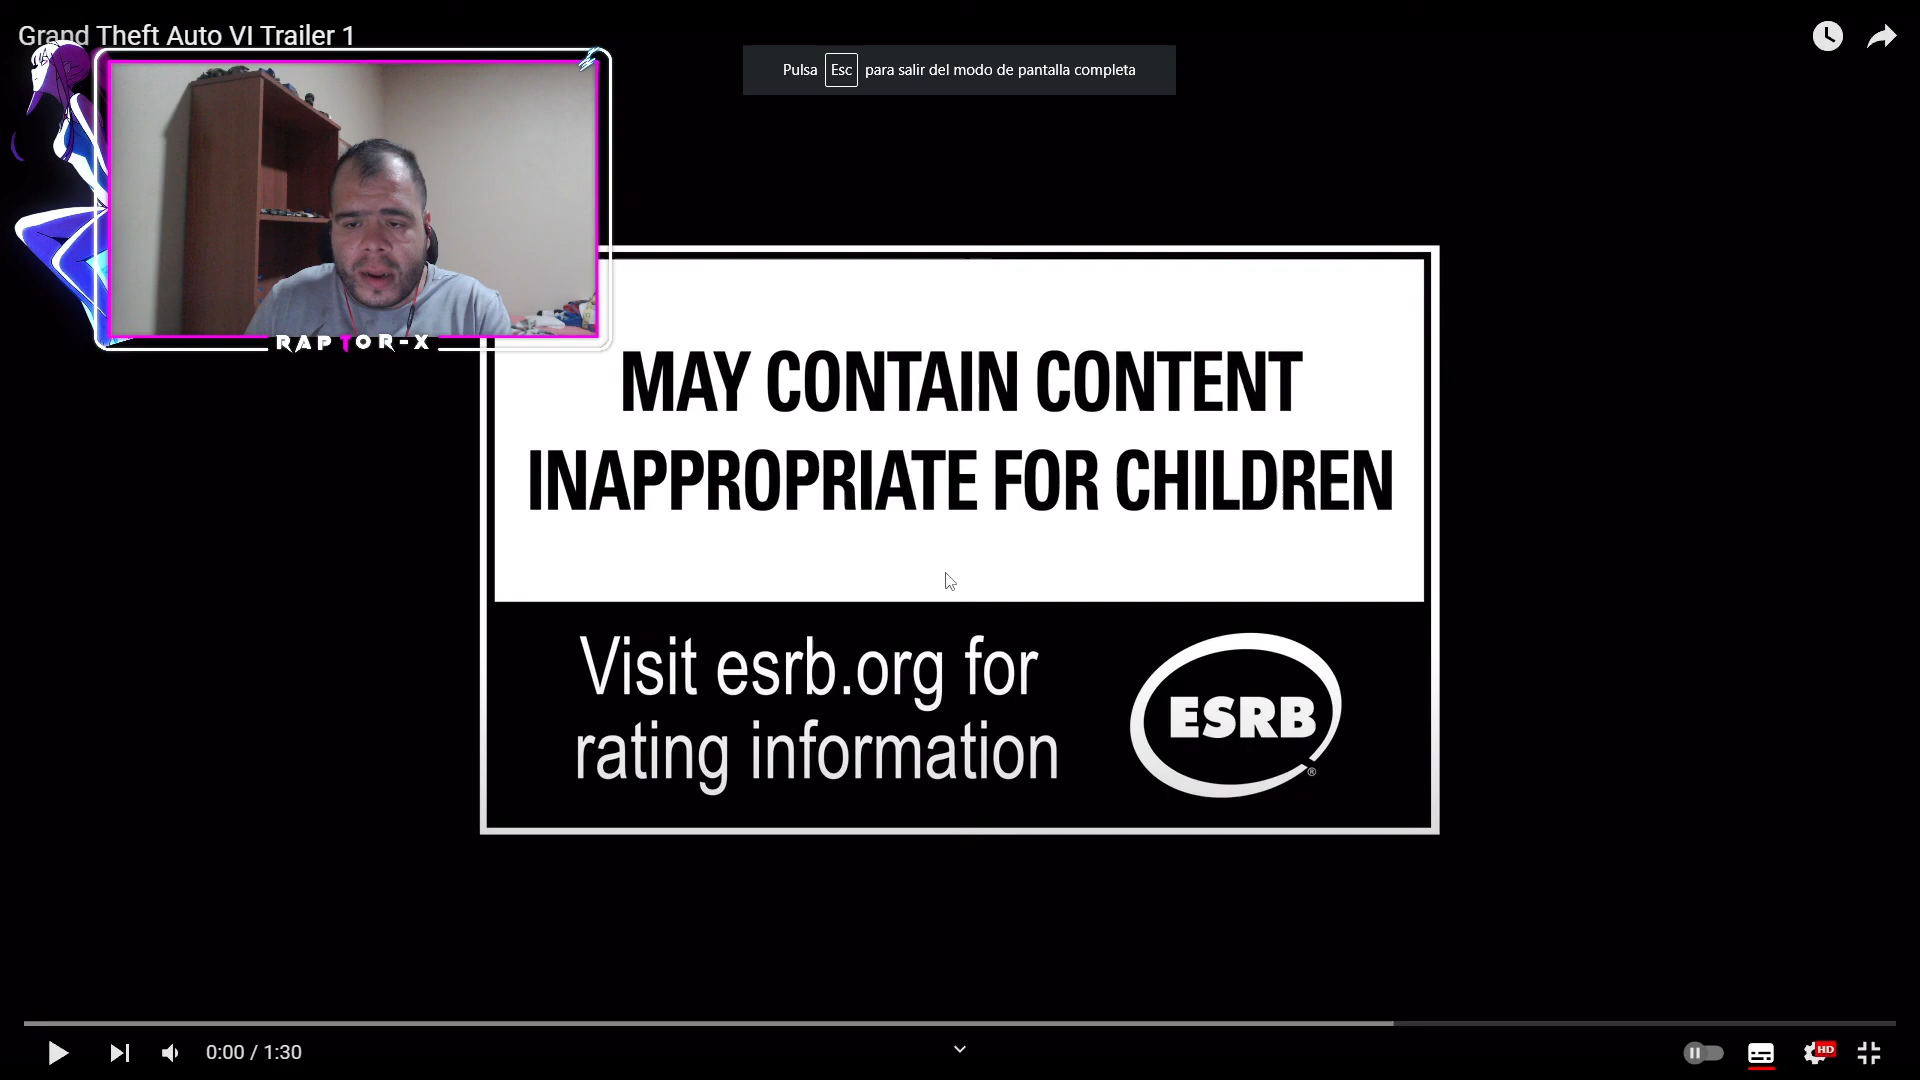 Grand Theft Auto VI Trailer 1
Pulsa Esc para salir del modo de pantalla completa
RAPTOR-X
MAY CONTAIN CONTENT
INAPPROPRIATE FOR CHILDREN
Visit esrb.org for
rating information
ESRB
®
0:00 / 1:30
HD